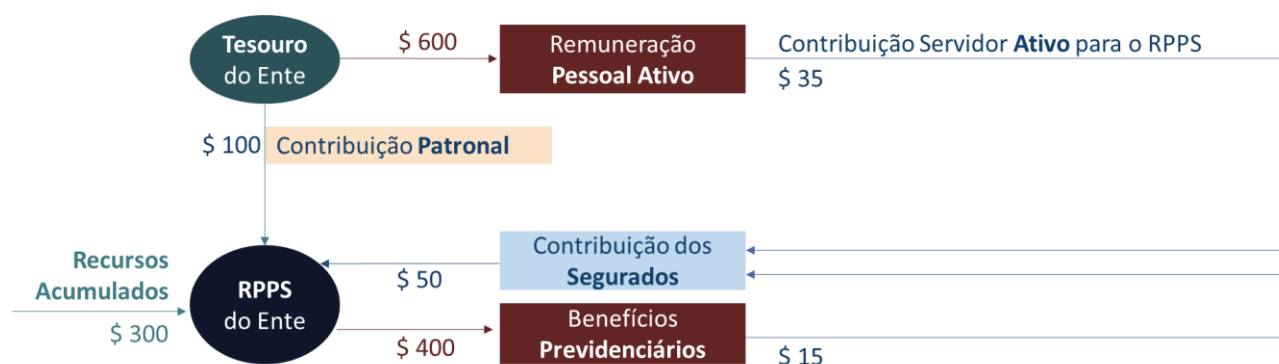 Tesouro
do Ente
$ 600
Remuneração
Pessoal Ativo
Contribuição Servidor Ativo para o RPPS
$ 35
$ 100
Contribuição Patronal
Recursos
Acumulados
$ 300
RPPS
do Ente
$ 50
Contribuição dos
Segurados
$ 400
Benefícios
Previdenciários
$ 15